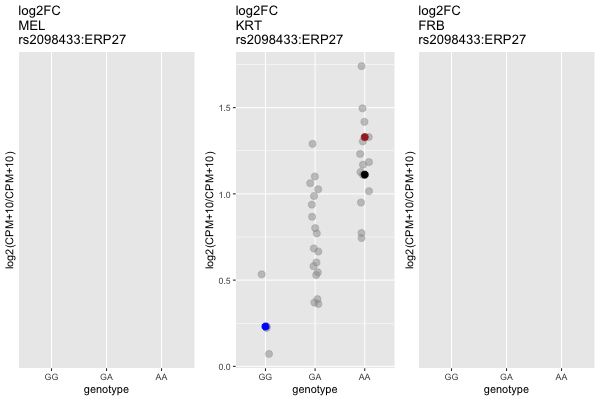 log2FC
MEL
rs2098433:ERP27
log2(CPM+10/CPM+10)
GG GA AA
genotype
log2FC
KRT
rs2098433:ERP27
log2(CPM+10/CPM+10)
1.5
1.0
0.5
0.0
GG GA AA
genotype
log2FC
FRB
rs2098433:ERP27
log2(CPM+10/CPM+10)
GG GA AA
genotype